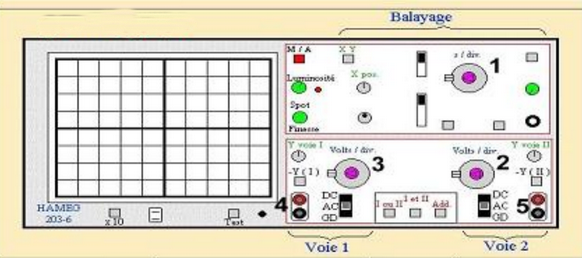 Balayage
M / A
X Y
s / div.
1
Luminosité
X pos.
Spot
Finesse
Y voie I
Volts / div.
3
Volts / div.
2
Y voie II
-Y ( I )
-Y ( II )
4
DC
AC
GD
I ou II
I et II
Add.
DC
AC
GD
5
HAMEG
203-6
x 10
Test
Voie 1
Voie 2